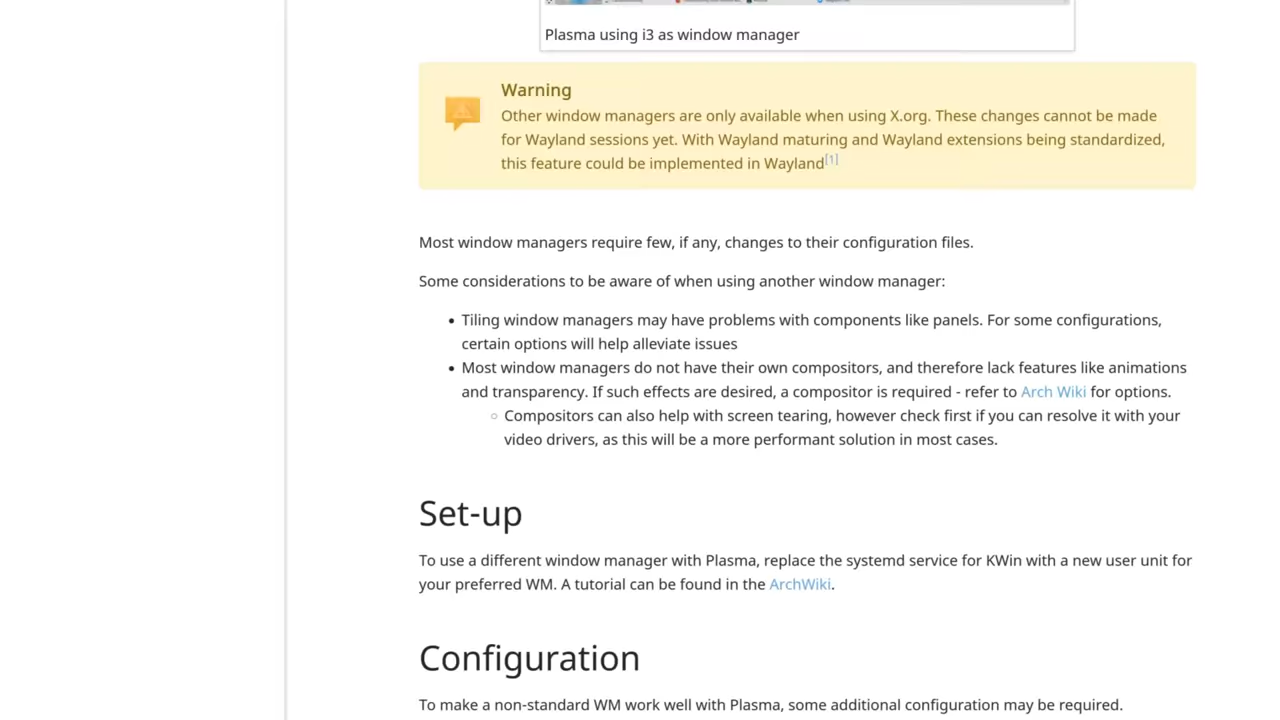 Plasma using i3 as window manager
Warning
Other window managers are only available when using X.org. These changes cannot be made
for Wayland sessions yet. With Wayland maturing and Wayland extensions being standardized,
this feature could be implemented in Wayland[1]
Most window managers require few, if any, changes to their configuration files.
Some considerations to be aware of when using another window manager:
• Tiling window managers may have problems with components like panels. For some configurations,
certain options will help alleviate issues
• Most window managers do not have their own compositors, and therefore lack features like animations
and transparency. If such effects are desired, a compositor is required - refer to Arch Wiki for options.
◦ Compositors can also help with screen tearing, however check first if you can resolve it with your
video drivers, as this will be a more performant solution in most cases.
Set-up
To use a different window manager with Plasma, replace the systemd service for KWin with a new user unit for
your preferred WM. A tutorial can be found in the ArchWiki.
Configuration
To make a non-standard WM work well with Plasma, some additional configuration may be required.